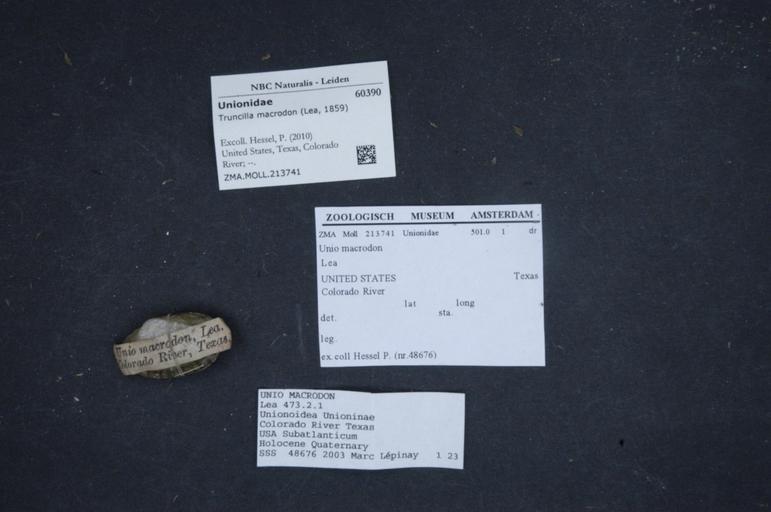 NBC Naturalis - Leiden
Unionidae 60390
Truncilla macrodon (Lea, 1859)
Excoll. Hessel, P. (2010)
United States, Texas, Colorado
River; --.
ZMA.MOLL.213741
ZOOLOGISCH MUSEUM AMSTERDAM
ZMA Moll 213741 Unionidae 501.0 1 dr
Unio macrodon
Lea
UNITED STATES Texas
Colorado River
lat long
det. sta.
leg.
ex.coll Hessel P. (nr.48676)
Unio macrodon, Lea.
Colorado River, Texas.
UNIO MACRODON
Lea 473.2.1
Unionoidea Unioninae
Colorado River Texas
USA Subatlanticum
Holocene Quaternary
SSS 48676 2003 Marc Lépinay 1 23